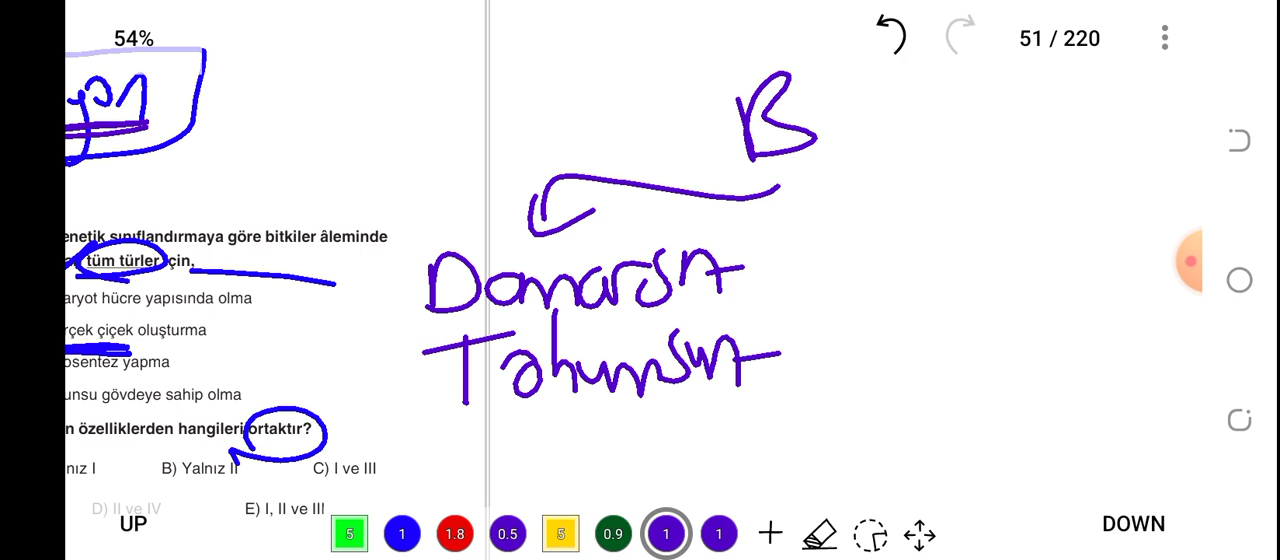 54%
51 / 220
B
enetik sınıflandırmaya göre bitkiler âleminde
tüm türler için,
aryot hücre yapısında olma
rçek çiçek oluşturma
osentez yapma
unsu gövdeye sahip olma
n özelliklerden hangileri ortaktır?
nız I B) Yalnız II C) I ve III
D) II ve IV E) I, II ve III
Damarsın
Tohumsun
UP
5 1 1.8 0.5 5 0.9 1 1
DOWN